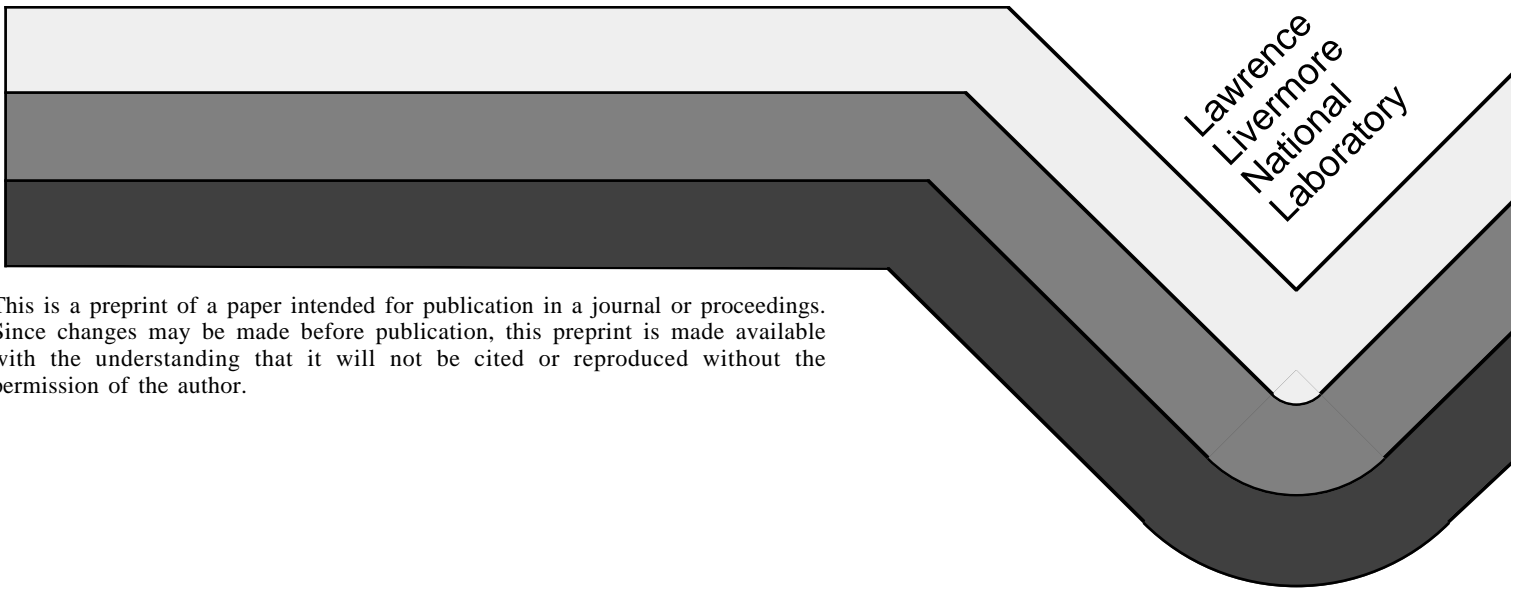 Lawrence
Livermore
National
Laboratory
This is a preprint of a paper intended for publication in a journal or proceedings.
Since changes may be made before publication, this preprint is made available
with the understanding that it will not be cited or reproduced without the
permission of the author.